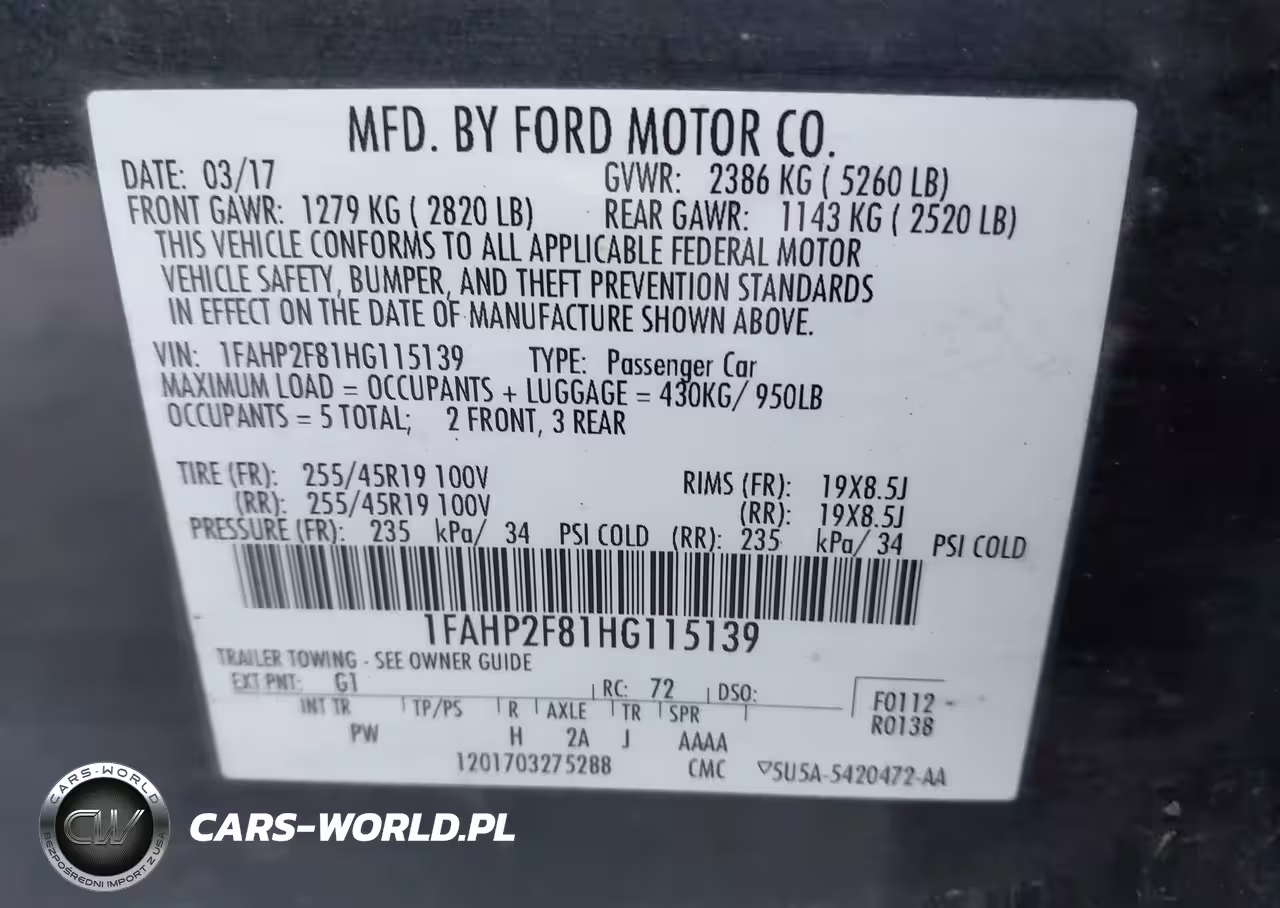 MFD. BY FORD MOTOR CO.
DATE: 03/17 GVWR: 2386 KG ( 5260 LB)
FRONT GAWR: 1279 KG ( 2820 LB) REAR GAWR: 1143 KG ( 2520 LB)
THIS VEHICLE CONFORMS TO ALL APPLICABLE FEDERAL MOTOR
VEHICLE SAFETY, BUMPER, AND THEFT PREVENTION STANDARDS
IN EFFECT ON THE DATE OF MANUFACTURE SHOWN ABOVE.
VIN: 1FAHP2F81HG115139 TYPE: Passenger Car
MAXIMUM LOAD = OCCUPANTS + LUGGAGE = 430KG/ 950LB
OCCUPANTS = 5 TOTAL; 2 FRONT, 3 REAR
TIRE (FR): 255/45R19 100V RIMS (FR): 19X8.5J
(RR): 255/45R19 100V (RR): 19X8.5J
PRESSURE (FR): 235 kPa/ 34 PSI COLD (RR): 235 kPa/ 34 PSI COLD
1FAHP2F81HG115139
TRAILER TOWING - SEE OWNER GUIDE
EXT PNT: G1 RC: 72 DSO: F0112 -
INT TR TP/PS R AXLE TR SPR R0138
PW H 2A J AAAA
1201703275288 CMC ▽5U5A-5420472-AA
CARS-WORLD
CW
BEZPOŚREDNI IMPORT Z USA
CARS-WORLD.PL